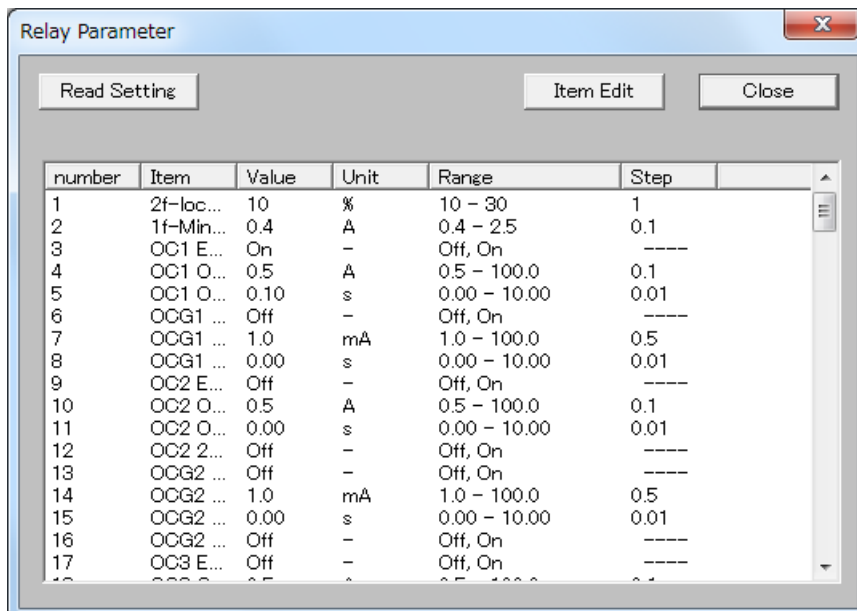 Relay Parameter
Read Setting Item Edit Close
number Item Value Unit Range Step
1 2f-loc... 10 % 10 - 30 1
2 1f-Min... 0.4 A 0.4 - 2.5 0.1
3 OC1 E... On - Off, On ----
4 OC1 O... 0.5 A 0.5 - 100.0 0.1
5 OC1 O... 0.10 s 0.00 - 10.00 0.01
6 OCG1 ... Off - Off, On ----
7 OCG1 ... 1.0 mA 1.0 - 100.0 0.5
8 OCG1 ... 0.00 s 0.00 - 10.00 0.01
9 OC2 E... Off - Off, On ----
10 OC2 O... 0.5 A 0.5 - 100.0 0.1
11 OC2 O... 0.00 s 0.00 - 10.00 0.01
12 OC2 2... Off - Off, On ----
13 OCG2 ... Off - Off, On ----
14 OCG2 ... 1.0 mA 1.0 - 100.0 0.5
15 OCG2 ... 0.00 s 0.00 - 10.00 0.01
16 OCG2 ... Off - Off, On ----
17 OC3 E... Off - Off, On ----